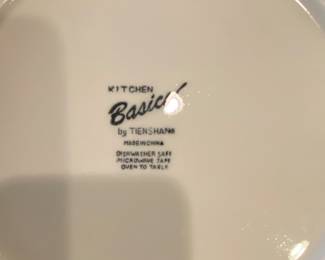 KITCHEN
Basics
by TIENSHAN®
MADE IN CHINA
DISHWASHER SAFE
MICROWAVE SAFE
OVEN TO TABLE